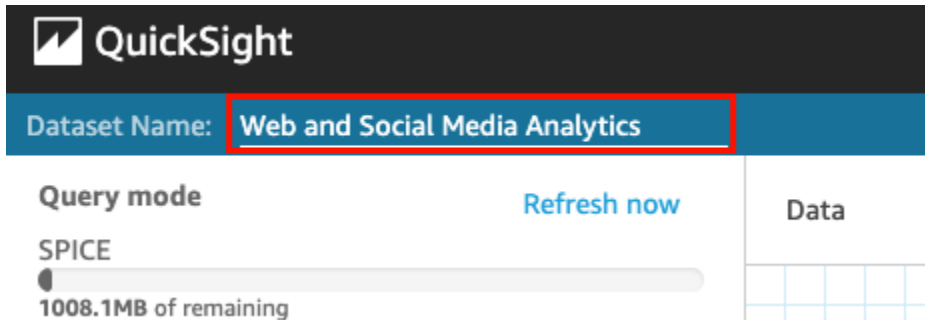 QuickSight
Dataset Name: Web and Social Media Analytics
Query mode
Refresh now
Data
SPICE
1008.1MB of remaining